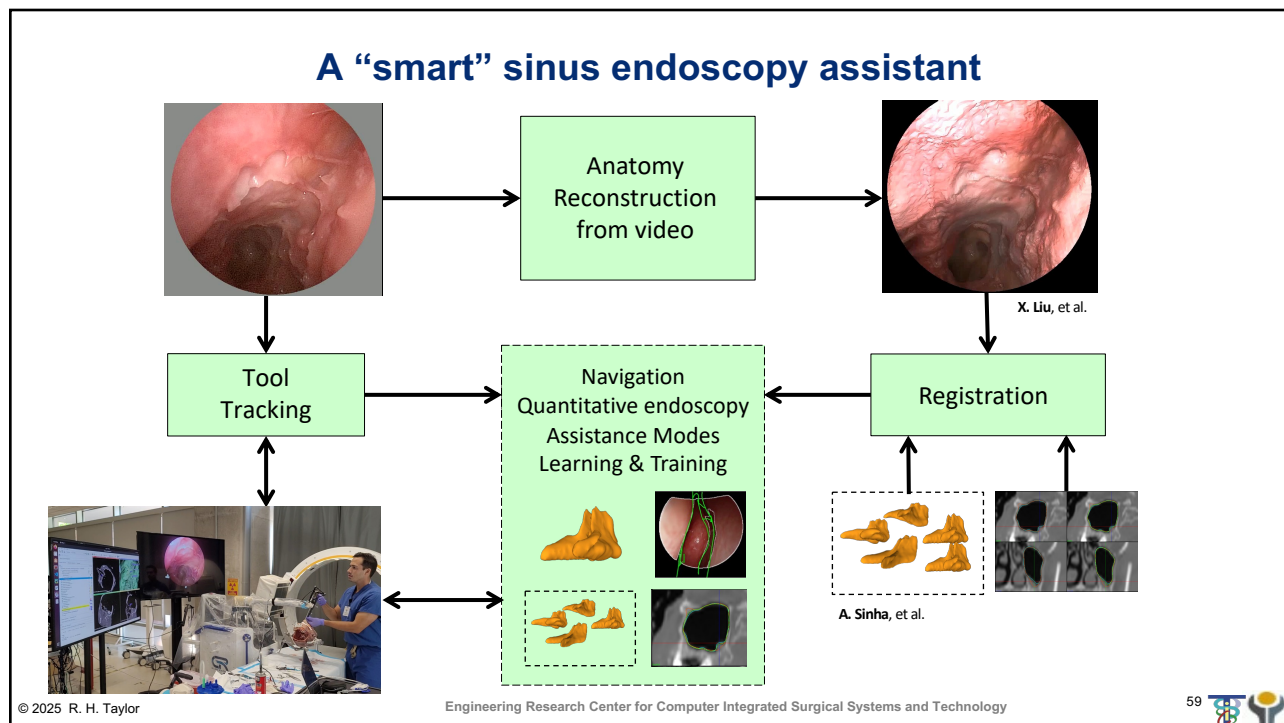 A “smart” sinus endoscopy assistant
Anatomy
Reconstruction
from video
X. Liu, et al.
Tool
Tracking
Navigation
Quantitative endoscopy
Assistance Modes
Learning & Training
Registration
A. Sinha, et al.
© 2025 R. H. Taylor
Engineering Research Center for Computer Integrated Surgical Systems and Technology
59